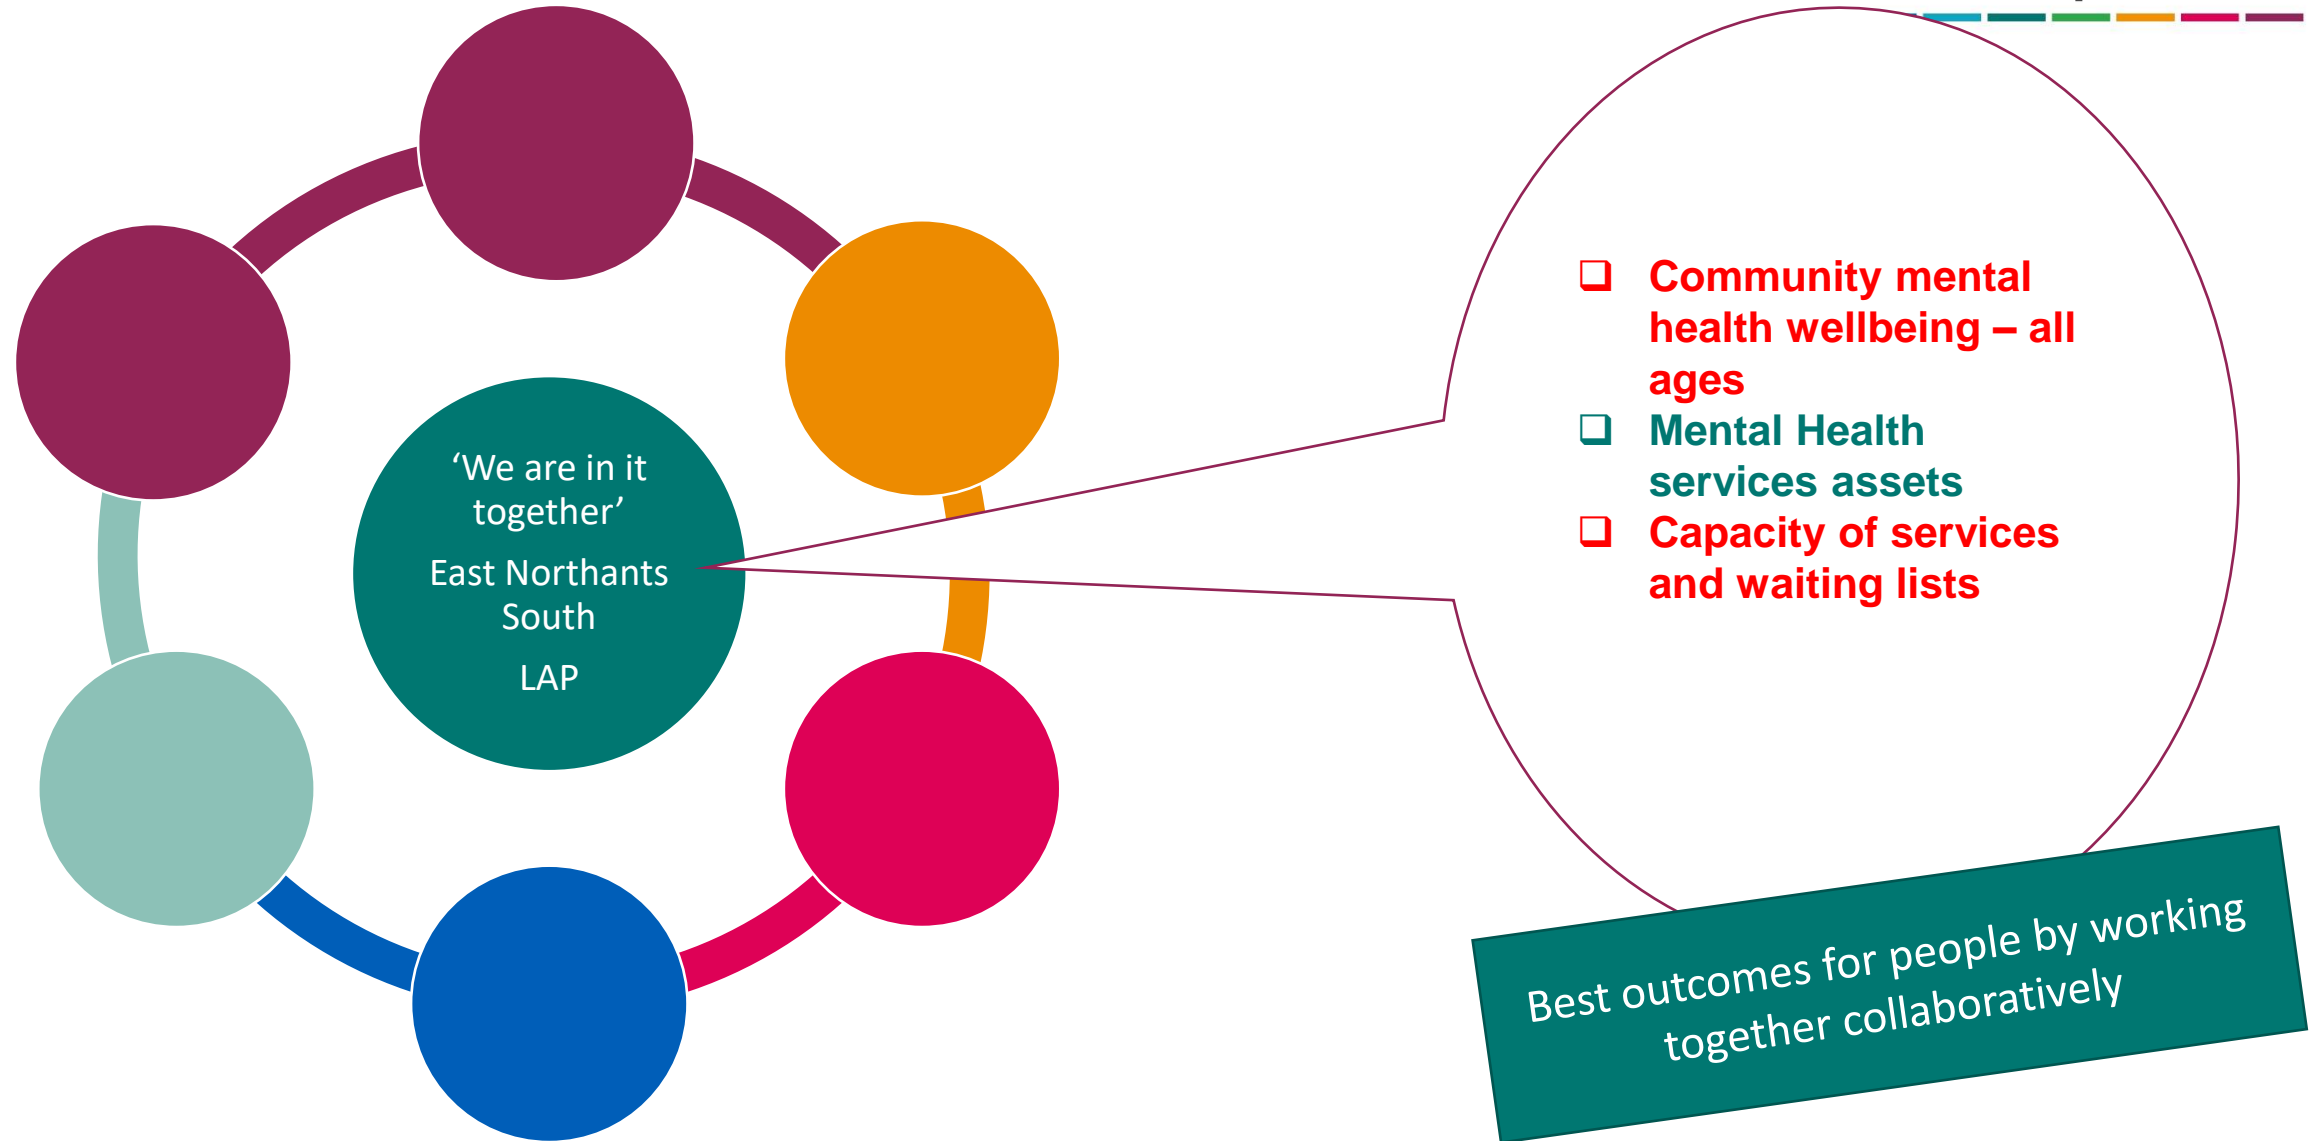 ‘We are in it
together’
East Northants
South
LAP
❑ Community mental
health wellbeing – all
ages
❑ Mental Health
services assets
❑ Capacity of services
and waiting lists
Best outcomes for people by working
together collaboratively